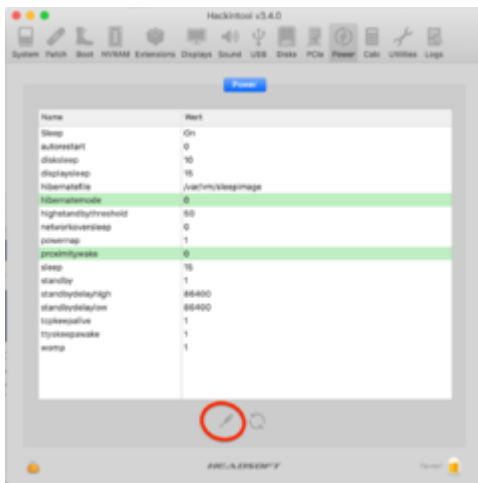 Hackintool v3.4.0
System Patch Boot NVRAM Extensions Displays Sound USB Disks PCIe Power Calc Utilities Logs
Power
Name Wert
Sleep On
autorestart 0
disksleep 10
displaysleep 15
hibernatefile /var/vm/sleepimage
hibernatemode 0
highstandbythreshold 50
networkoversleep 0
powernap 1
proximitywake 0
sleep 15
standby 1
standbydelayhigh 86400
standbydelaylow 86400
tcpkeepalive 1
ttyskeepawake 1
womp 1
HEADSOFT